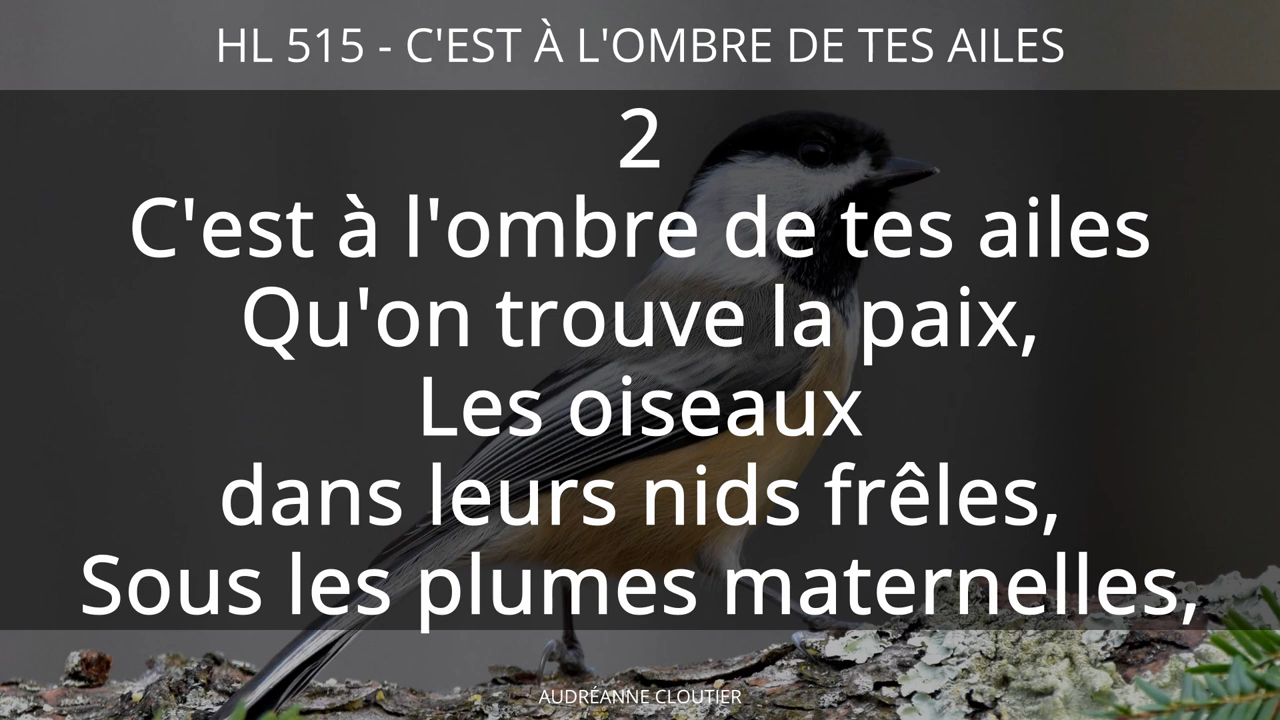 HL 515 - C'EST À L'OMBRE DE TES AILES
2
C'est à l'ombre de tes ailes
Qu'on trouve la paix,
Les oiseaux
dans leurs nids frêles,
Sous les plumes maternelles,
AUDRÉANNE CLOUTIER